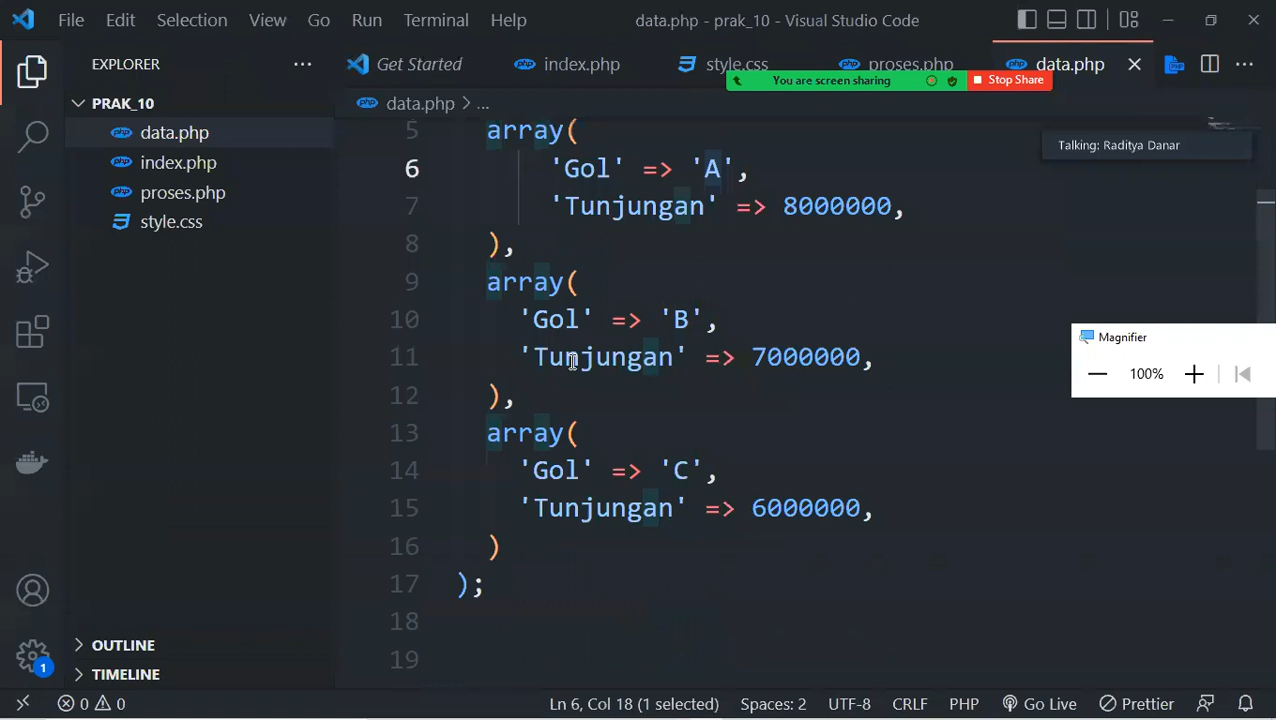 File Edit Selection View Go Run Terminal Help data.php - prak_10 - Visual Studio Code
EXPLORER
PRAK_10
data.php
index.php
proses.php
style.css
OUTLINE
TIMELINE
Get Started index.php style.css proses.php data.php
You are screen sharing Stop Share
data.php > ...
Talking: Raditya Danar
5 array(
6 'Gol' => 'A',
7 'Tunjungan' => 8000000,
8 ),
9 array(
10 'Gol' => 'B',
11 'Tunjungan' => 7000000,
12 ),
13 array(
14 'Gol' => 'C',
15 'Tunjungan' => 6000000,
16 )
17 );
18
19
Magnifier
100%
1
0 0 Ln 6, Col 18 (1 selected) Spaces: 2 UTF-8 CRLF PHP Go Live Prettier